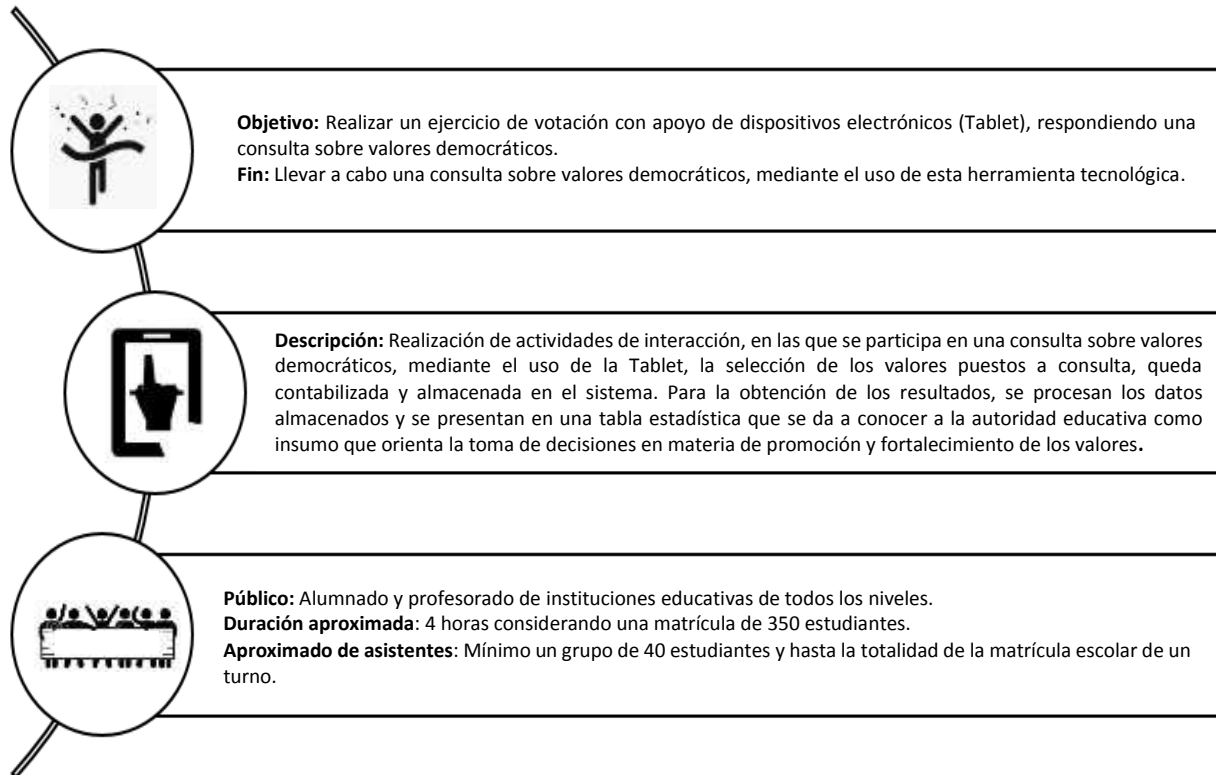 Objetivo: Realizar un ejercicio de votación con apoyo de dispositivos electrónicos (Tablet), respondiendo una
consulta sobre valores democráticos.
Fin: Llevar a cabo una consulta sobre valores democráticos, mediante el uso de esta herramienta tecnológica.
Descripción: Realización de actividades de interacción, en las que se participa en una consulta sobre valores
democráticos, mediante el uso de la Tablet, la selección de los valores puestos a consulta, queda
contabilizada y almacenada en el sistema. Para la obtención de los resultados, se procesan los datos
almacenados y se presentan en una tabla estadística que se da a conocer a la autoridad educativa como
insumo que orienta la toma de decisiones en materia de promoción y fortalecimiento de los valores.
Público: Alumnado y profesorado de instituciones educativas de todos los niveles.
Duración aproximada: 4 horas considerando una matrícula de 350 estudiantes.
Aproximado de asistentes: Mínimo un grupo de 40 estudiantes y hasta la totalidad de la matrícula escolar de un
turno.